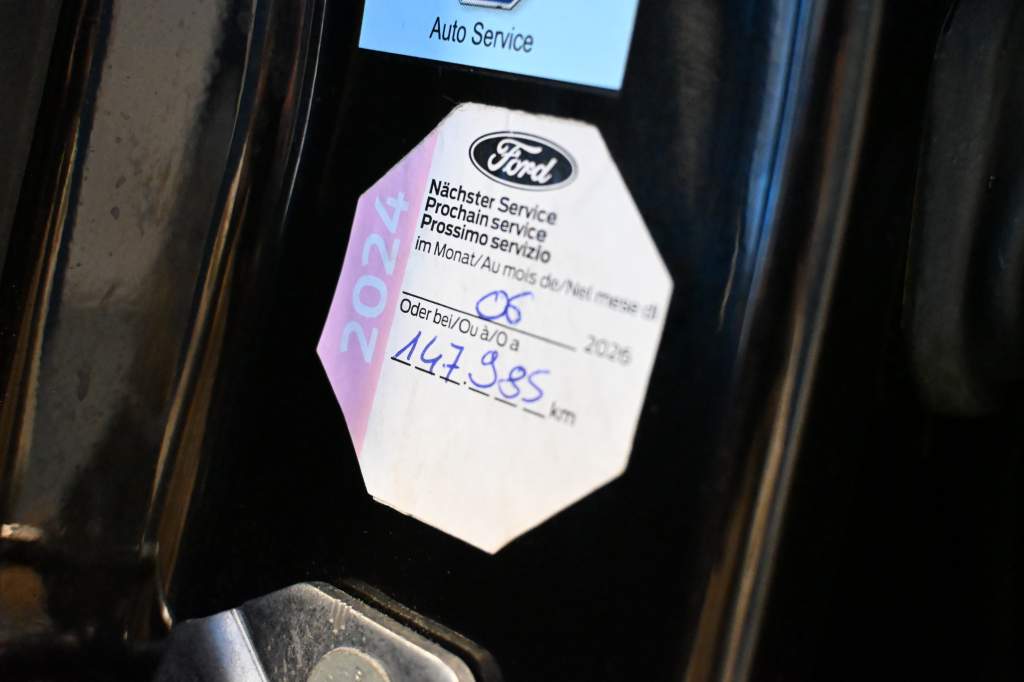 Auto Service
Ford
2024
Nächster Service
Prochain service
Prossimo servizio
im Monat/Au mois de/Nel mese di
06 2026
Oder bei/Ou à/O a
147.985 km